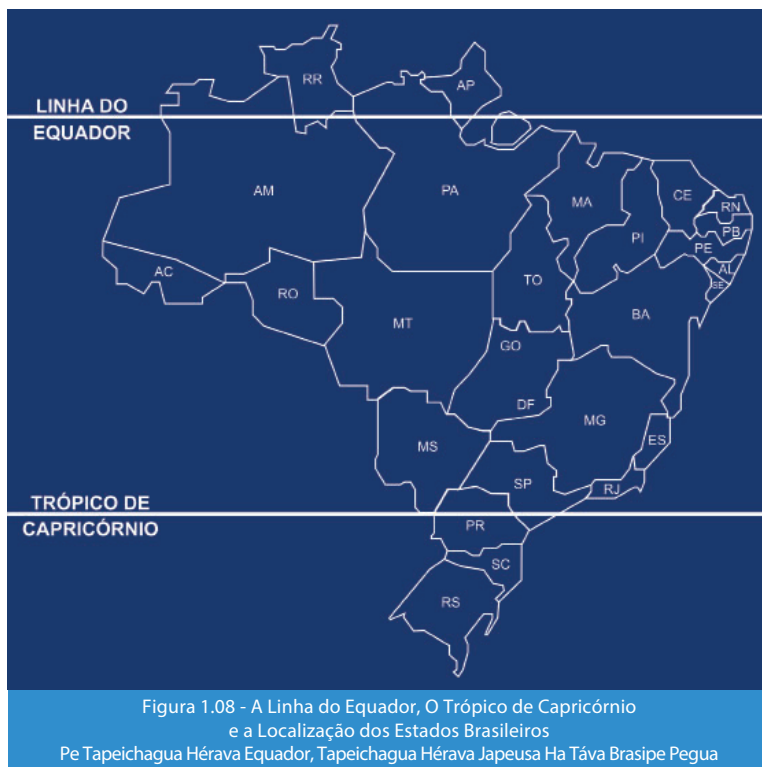 RR
AP
LINHA DO
EQUADOR
AM
PA
MA
CE
RN
PB
PI
PE
AC
AL
TO
SE
RO
BA
MT
GO
DF
MG
ES
MS
SP
RJ
TRÓPICO DE
CAPRICÓRNIO
PR
SC
RS
Figura 1.08 - A Linha do Equador, O Trópico de Capricórnio
e a Localização dos Estados Brasileiros
Pe Tapeichagua Hérava Equador, Tapeichagua Hérava Japeusa Ha Táva Brasipe Pegua